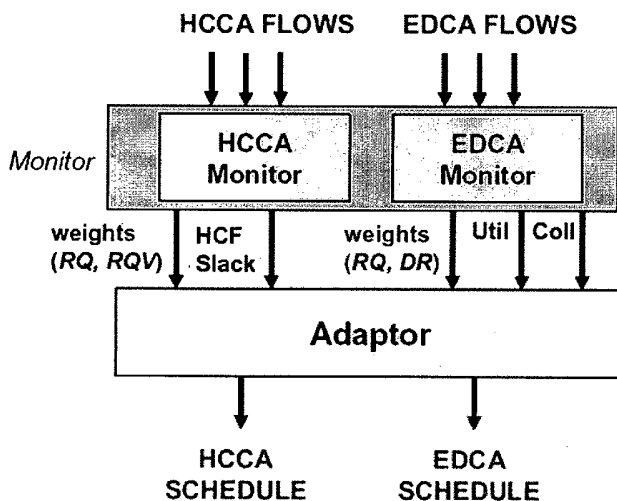 HCCA FLOWS EDCA FLOWS
Monitor
HCCA Monitor
EDCA Monitor
weights (RQ, RQV)
HCF Slack
weights (RQ, DR)
Util
Coll
Adaptor
HCCA SCHEDULE
EDCA SCHEDULE